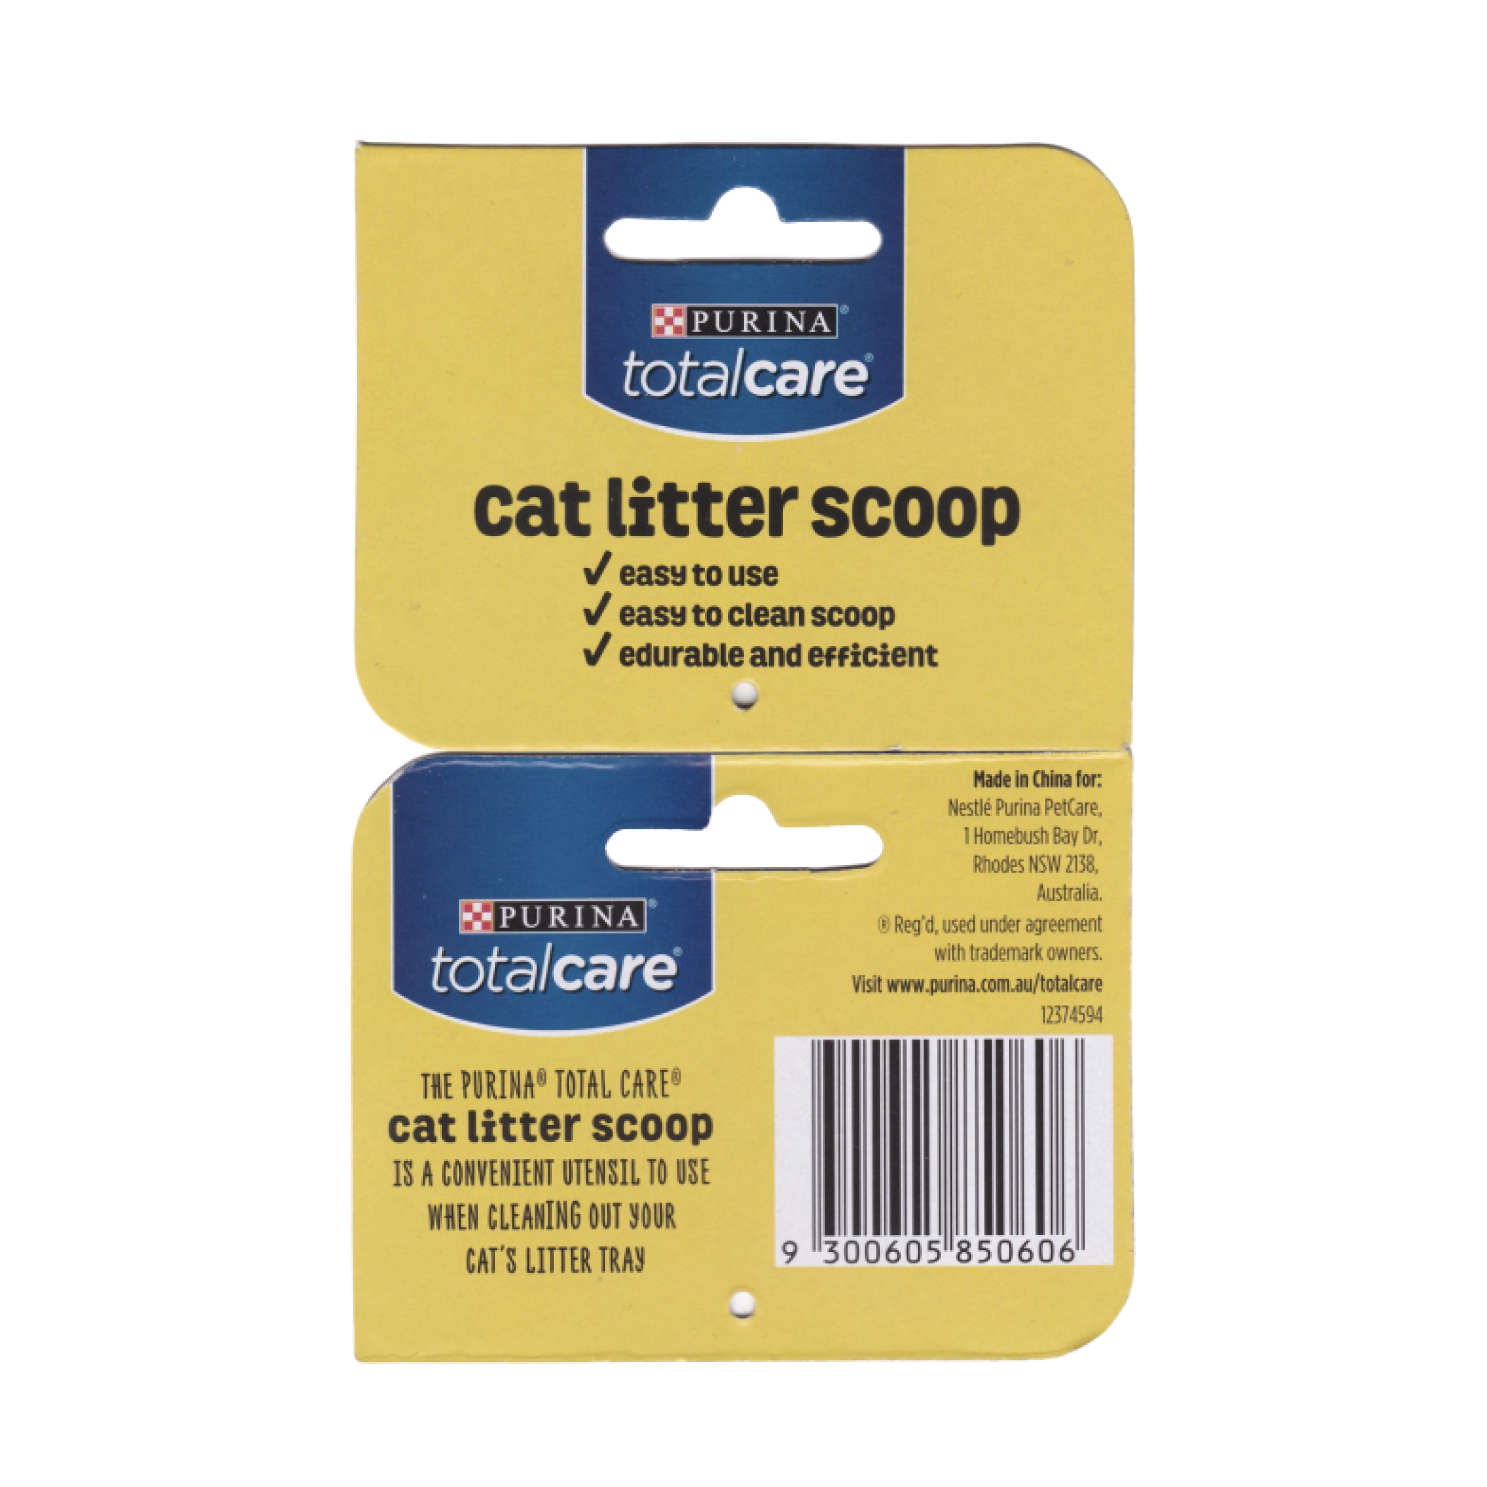 PURINA®
totalcare®
cat litter scoop
✓ easy to use
✓ easy to clean scoop
✓ edurable and efficient
PURINA®
totalcare®
THE PURINA® TOTAL CARE®
cat litter scoop
IS A CONVENIENT UTENSIL TO USE
WHEN CLEANING OUT YOUR
CAT'S LITTER TRAY
Made in China for:
Nestlé Purina PetCare,
1 Homebush Bay Dr,
Rhodes NSW 2138,
Australia.
® Reg'd, used under agreement
with trademark owners.
Visit www.purina.com.au/totalcare
12374594
9 300605 850606